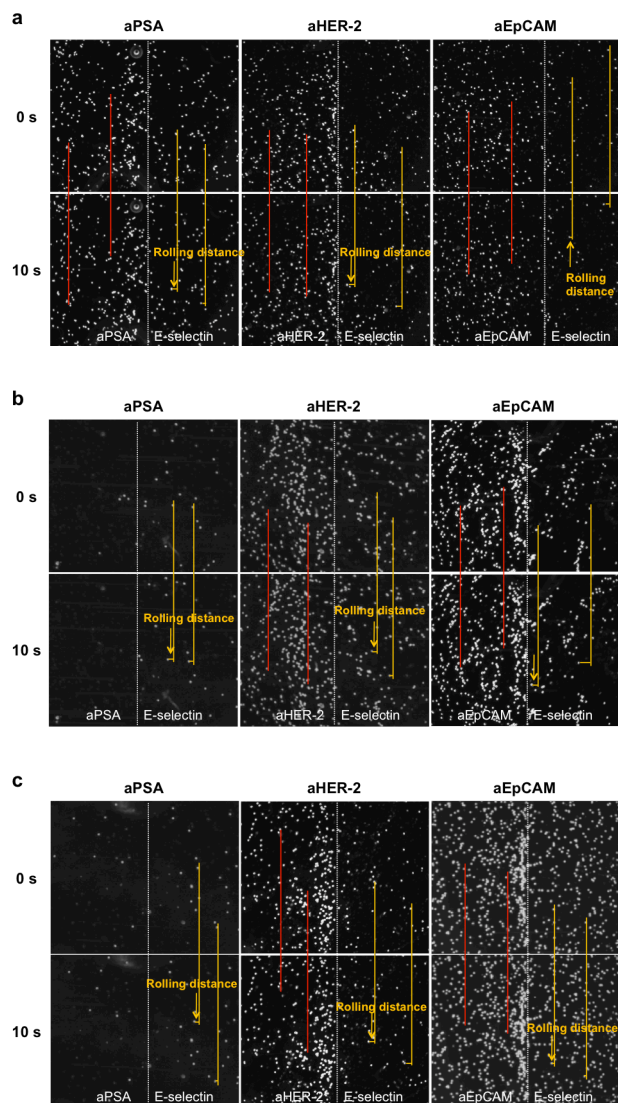 a
aPSA aHER-2 aEpCAM
0 s
10 s
Rolling distance Rolling distance Rolling
distance
aPSA E-selectin aHER-2 E-selectin aEpCAM E-selectin
b
aPSA aHER-2 aEpCAM
0 s
Rolling distance Rolling distance
10 s
Rolling distance
aPSA E-selectin aHER-2 E-selectin aEpCAM E-selectin
c
aPSA aHER-2 aEpCAM
0 s
Rolling distance
Rolling distance
10 s Rolling distance
aPSA E-selectin aHER-2 E-selectin aEpCAM E-selectin